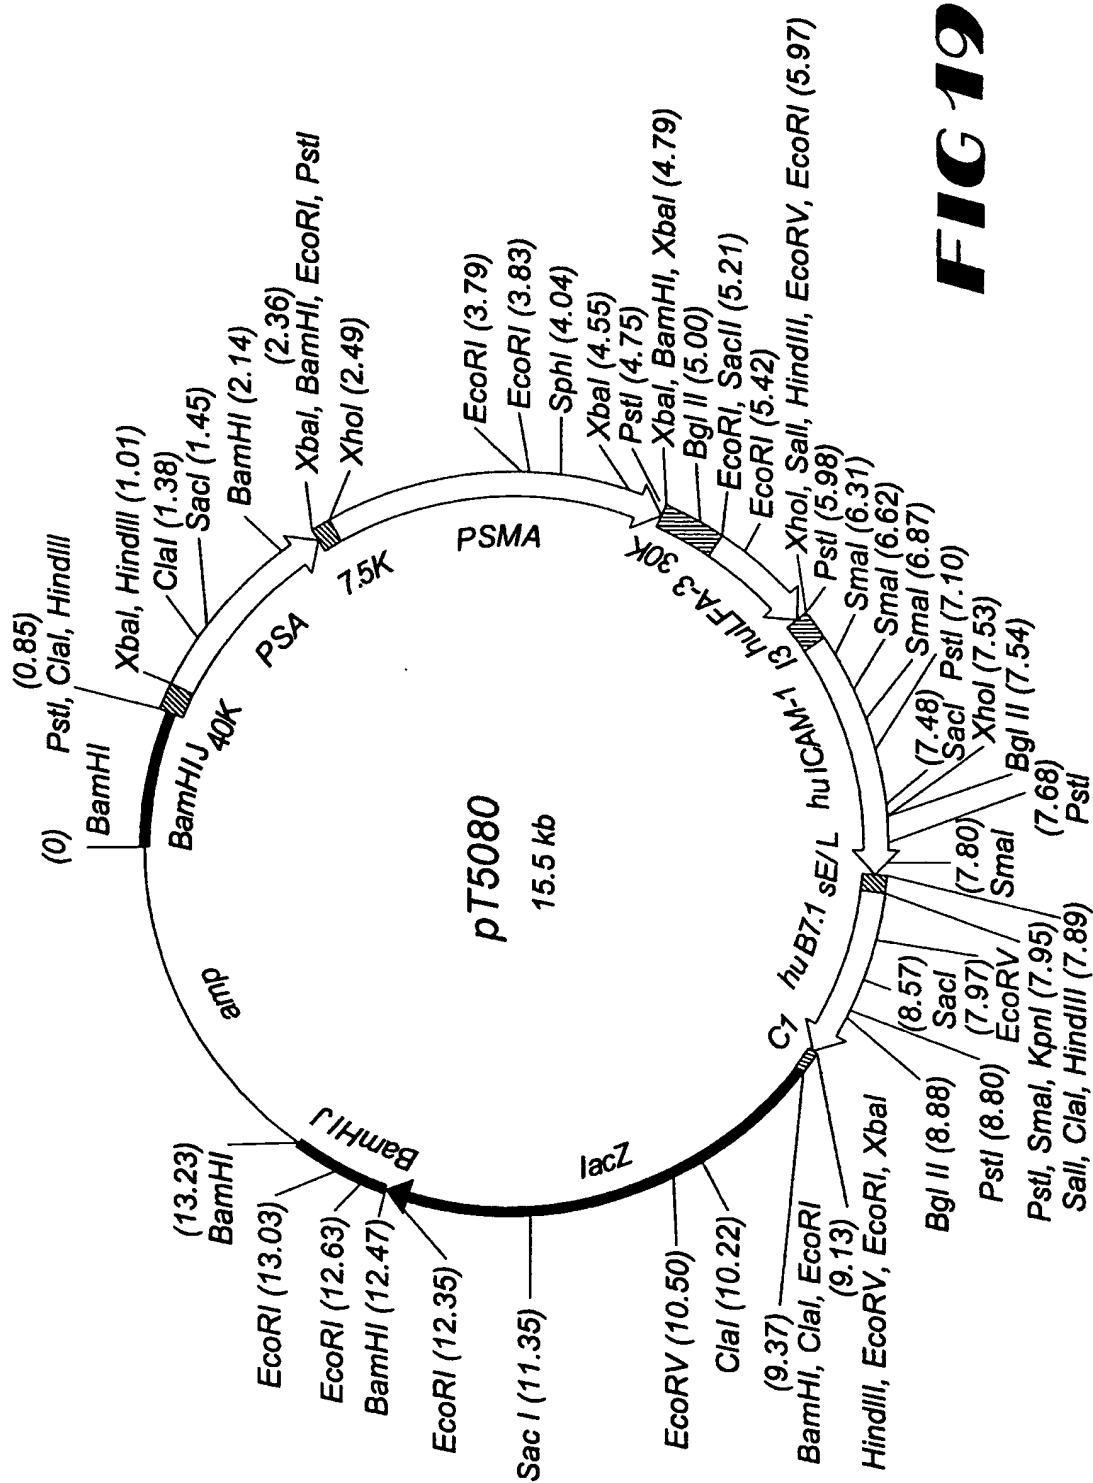 (0)
BamHI
(0.85)
PstI, ClaI, HindIII
XbaI, HindIII (1.01)
ClaI (1.38)
SacI (1.45)
BamHI (2.14)
(2.36)
XbaI, BamHI, EcoRI, PstI
XhoI (2.49)
EcoRI (3.79)
EcoRI (3.83)
SphI (4.04)
XbaI (4.55)
PstI (4.75)
XbaI, BamHI, XbaI (4.79)
Bgl II (5.00)
EcoRI, SacII (5.21)
EcoRI (5.42)
XhoI, SalI, HindIII, EcoRV, EcoRI (5.97)
PstI (5.98)
SmaI (6.31)
SmaI (6.62)
SmaI (6.87)
PstI (7.10)
(7.48)
SacI
XhoI (7.53)
Bgl II (7.54)
(7.68)
PstI
(7.80)
SmaI
SalI, ClaI, HindIII (7.89)
PstI, SmaI, KpnI (7.95)
(7.97)
EcoRV
(8.57)
SacI
PstI (8.80)
Bgl II (8.88)
HindIII, EcoRV, EcoRI, XbaI
(9.13)
(9.37)
BamHI, ClaI, EcoRI
ClaI (10.22)
EcoRV (10.50)
Sac I (11.35)
EcoRI (12.35)
BamHI (12.47)
EcoRI (12.63)
EcoRI (13.03)
(13.23)
BamHI
BamHI J
40K
PSA
7.5K
PSMA
30K
huLFA-3
I3
huICAM-1
sE/L
huB7.1
C1
lacZ
BamHI J
amp
pT5080
15.5 kb
FIG 19